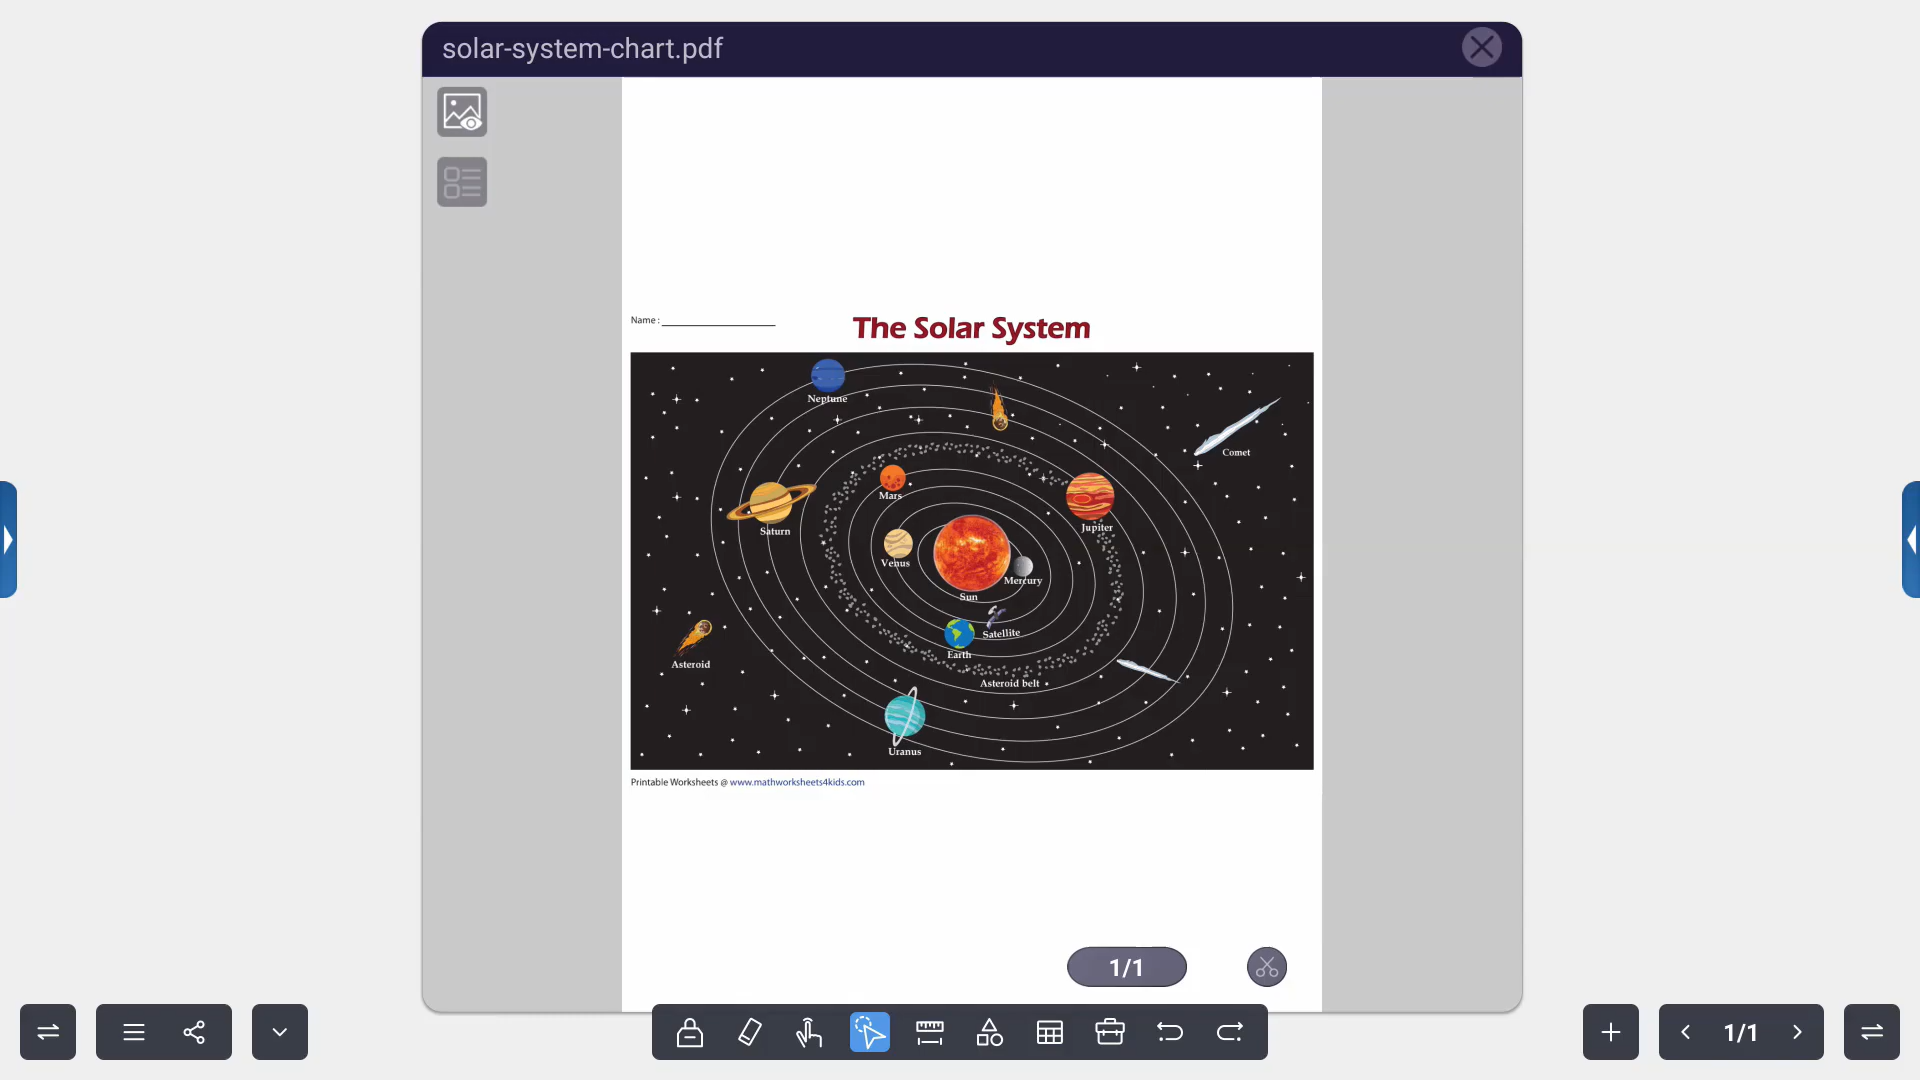 solar-system-chart.pdf
Name : ____________________
The Solar System
Neptune
Comet
Mars
Saturn
Jupiter
Venus
Mercury
Sun
Satellite
Earth
Asteroid
Asteroid belt
Uranus
Printable Worksheets @ www.mathworksheets4kids.com
1/1
1/1